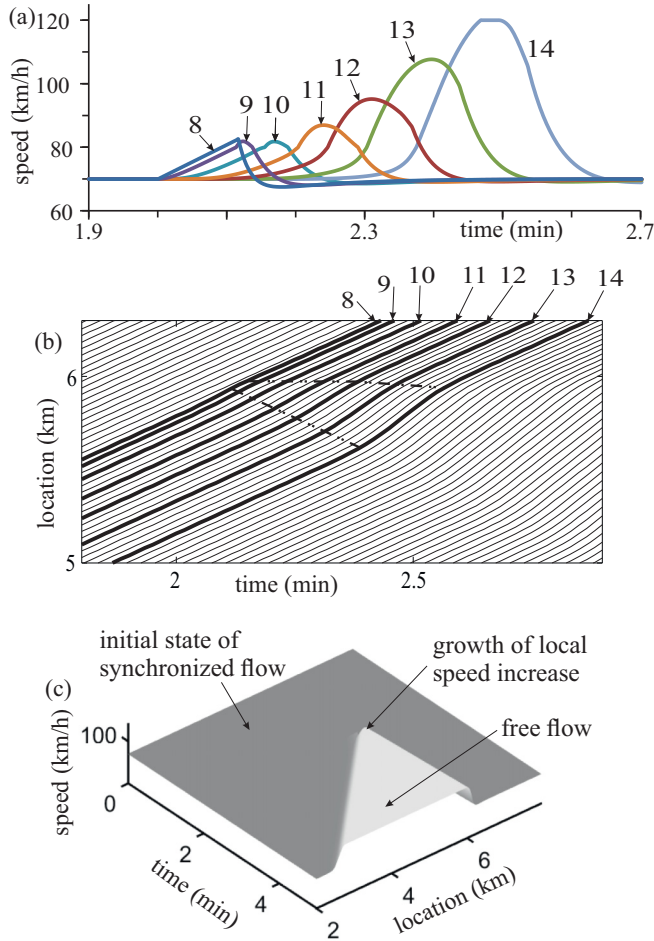 (a)
speed (km/h)
120
100
80
60
1.9
2.3
2.7
time (min)
8
9
10
11
12
13
14
(b)
location (km)
6
5
2
2.5
time (min)
8
9
10
11
12
13
14
(c)
initial state of
synchronized flow
growth of local
speed increase
free flow
speed (km/h)
100
0
0
2
4
time (min)
2
4
6
location (km)